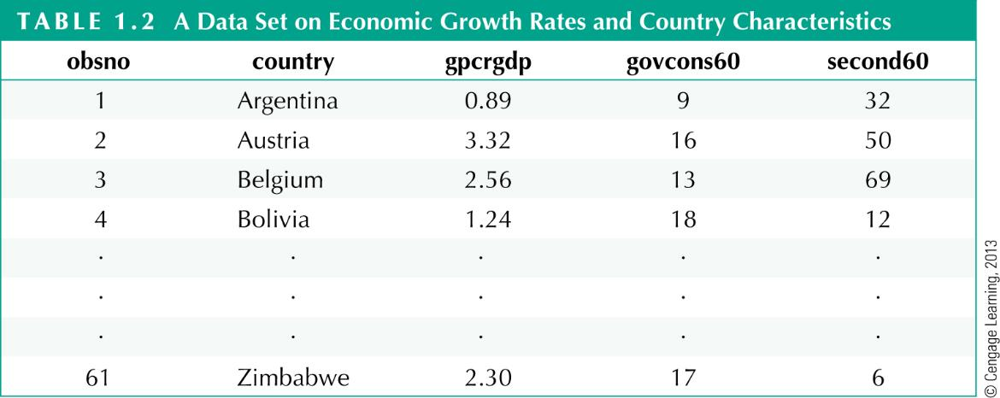 TABLE 1.2 A Data Set on Economic Growth Rates and Country Characteristics
obsno country gpcrgdp govcons60 second60
1 Argentina 0.89 9 32
2 Austria 3.32 16 50
3 Belgium 2.56 13 69
4 Bolivia 1.24 18 12
. . . . .
. . . . .
. . . . .
61 Zimbabwe 2.30 17 6
© Cengage Learning, 2013